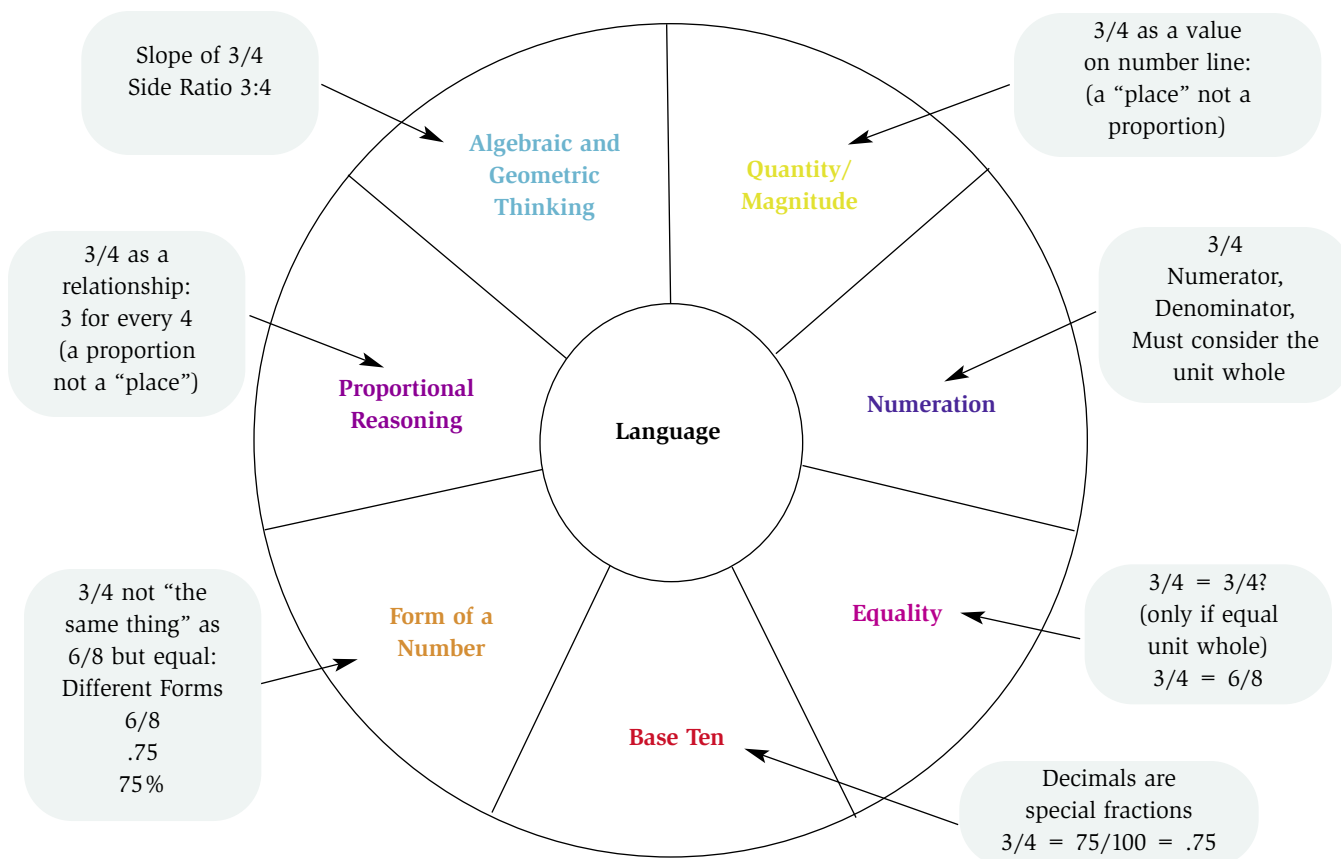 Slope of 3/4
Side Ratio 3:4
3/4 as a value
on number line:
(a “place” not a
proportion)
Algebraic and
Geometric
Thinking
Quantity/
Magnitude
3/4 as a
relationship:
3 for every 4
(a proportion
not a “place”)
3/4
Numerator,
Denominator,
Must consider the
unit whole
Proportional
Reasoning
Language
Numeration
3/4 not “the
same thing” as
6/8 but equal:
Different Forms
6/8
.75
75%
Form of a
Number
Equality
3/4 = 3/4?
(only if equal
unit whole)
3/4 = 6/8
Base Ten
Decimals are
special fractions
3/4 = 75/100 = .75